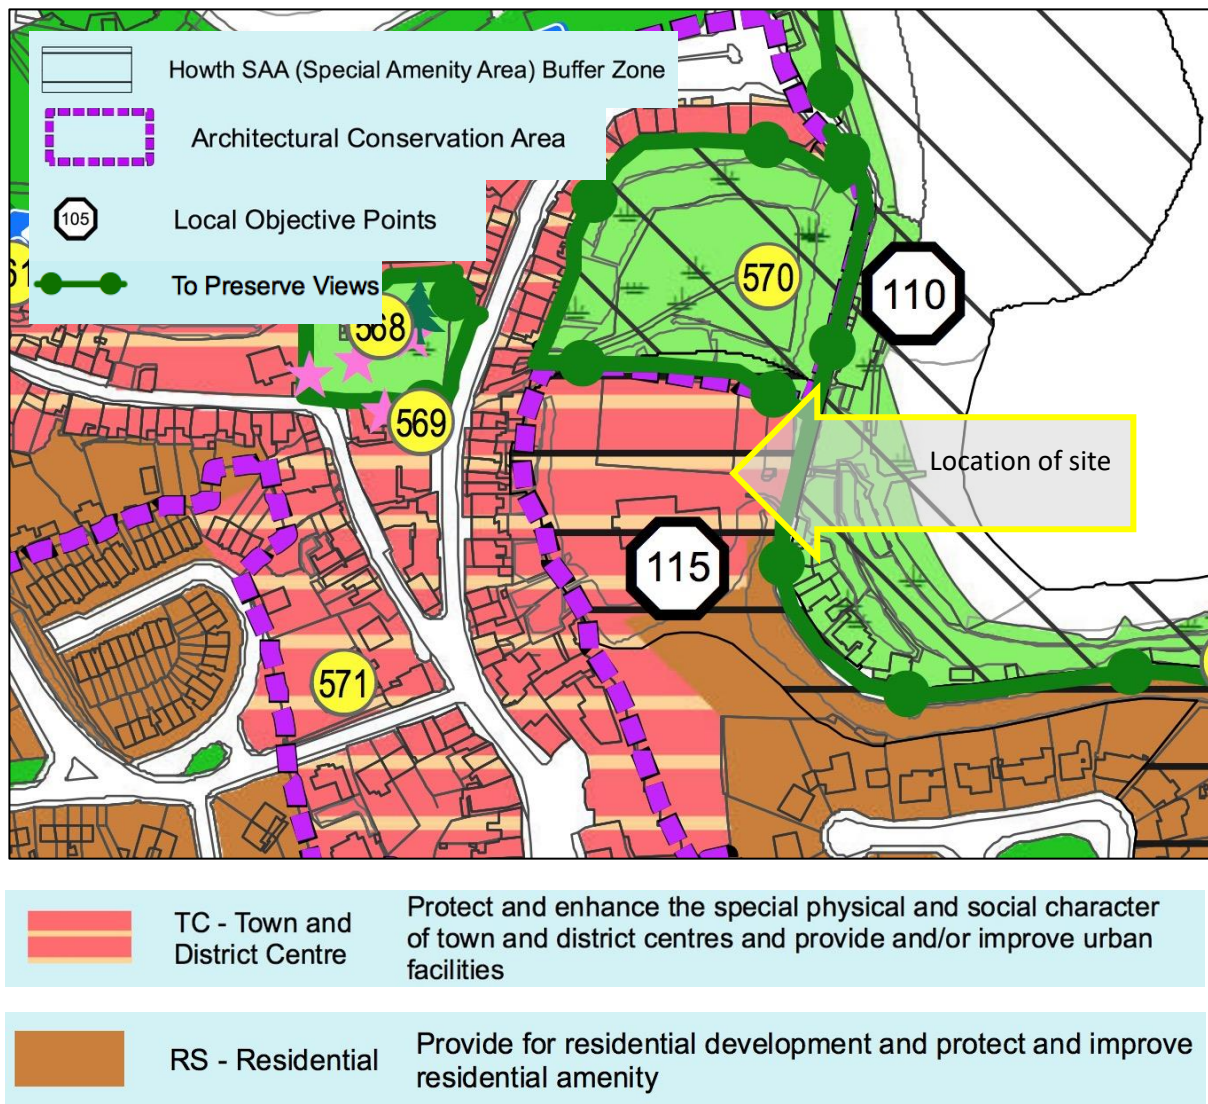 Howth SAA (Special Amenity Area) Buffer Zone
Architectural Conservation Area
105
Local Objective Points
To Preserve Views
61
568
569
570
110
Location of site
115
571
TC - Town and
District Centre
Protect and enhance the special physical and social character
of town and district centres and provide and/or improve urban
facilities
RS - Residential
Provide for residential development and protect and improve
residential amenity